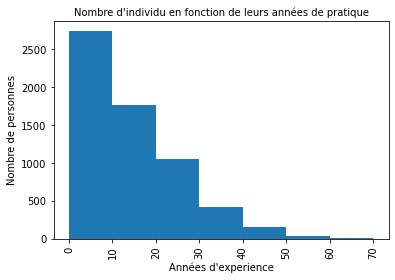 Nombre d'individu en fonction de leurs années de pratique
2500
2000
1500
1000
500
0
Nombre de personnes
0 10 20 30 40 50 60 70
Années d'experience